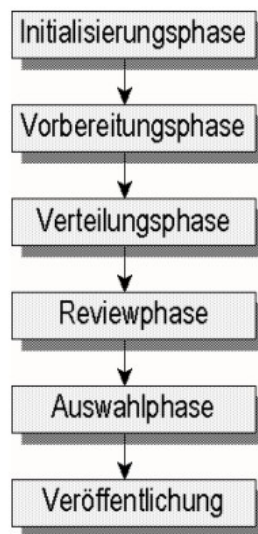 Initialisierungsphase
Vorbereitungsphase
Verteilungsphase
Reviewphase
Auswahlphase
Veröffentlichung